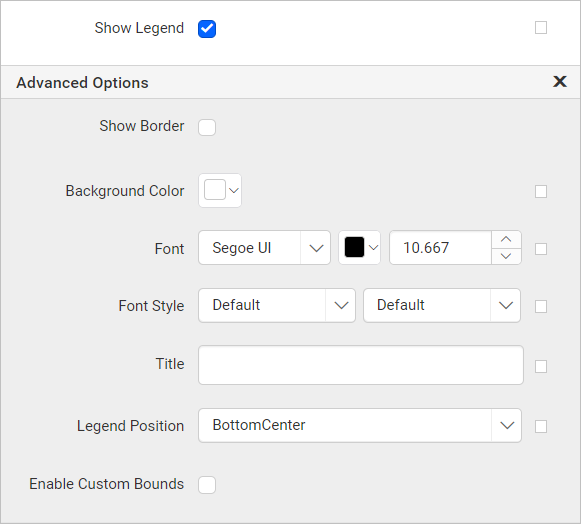 Show Legend
Advanced Options
Show Border
Background Color
Font Segoe UI 10.667
Font Style Default Default
Title
Legend Position BottomCenter
Enable Custom Bounds